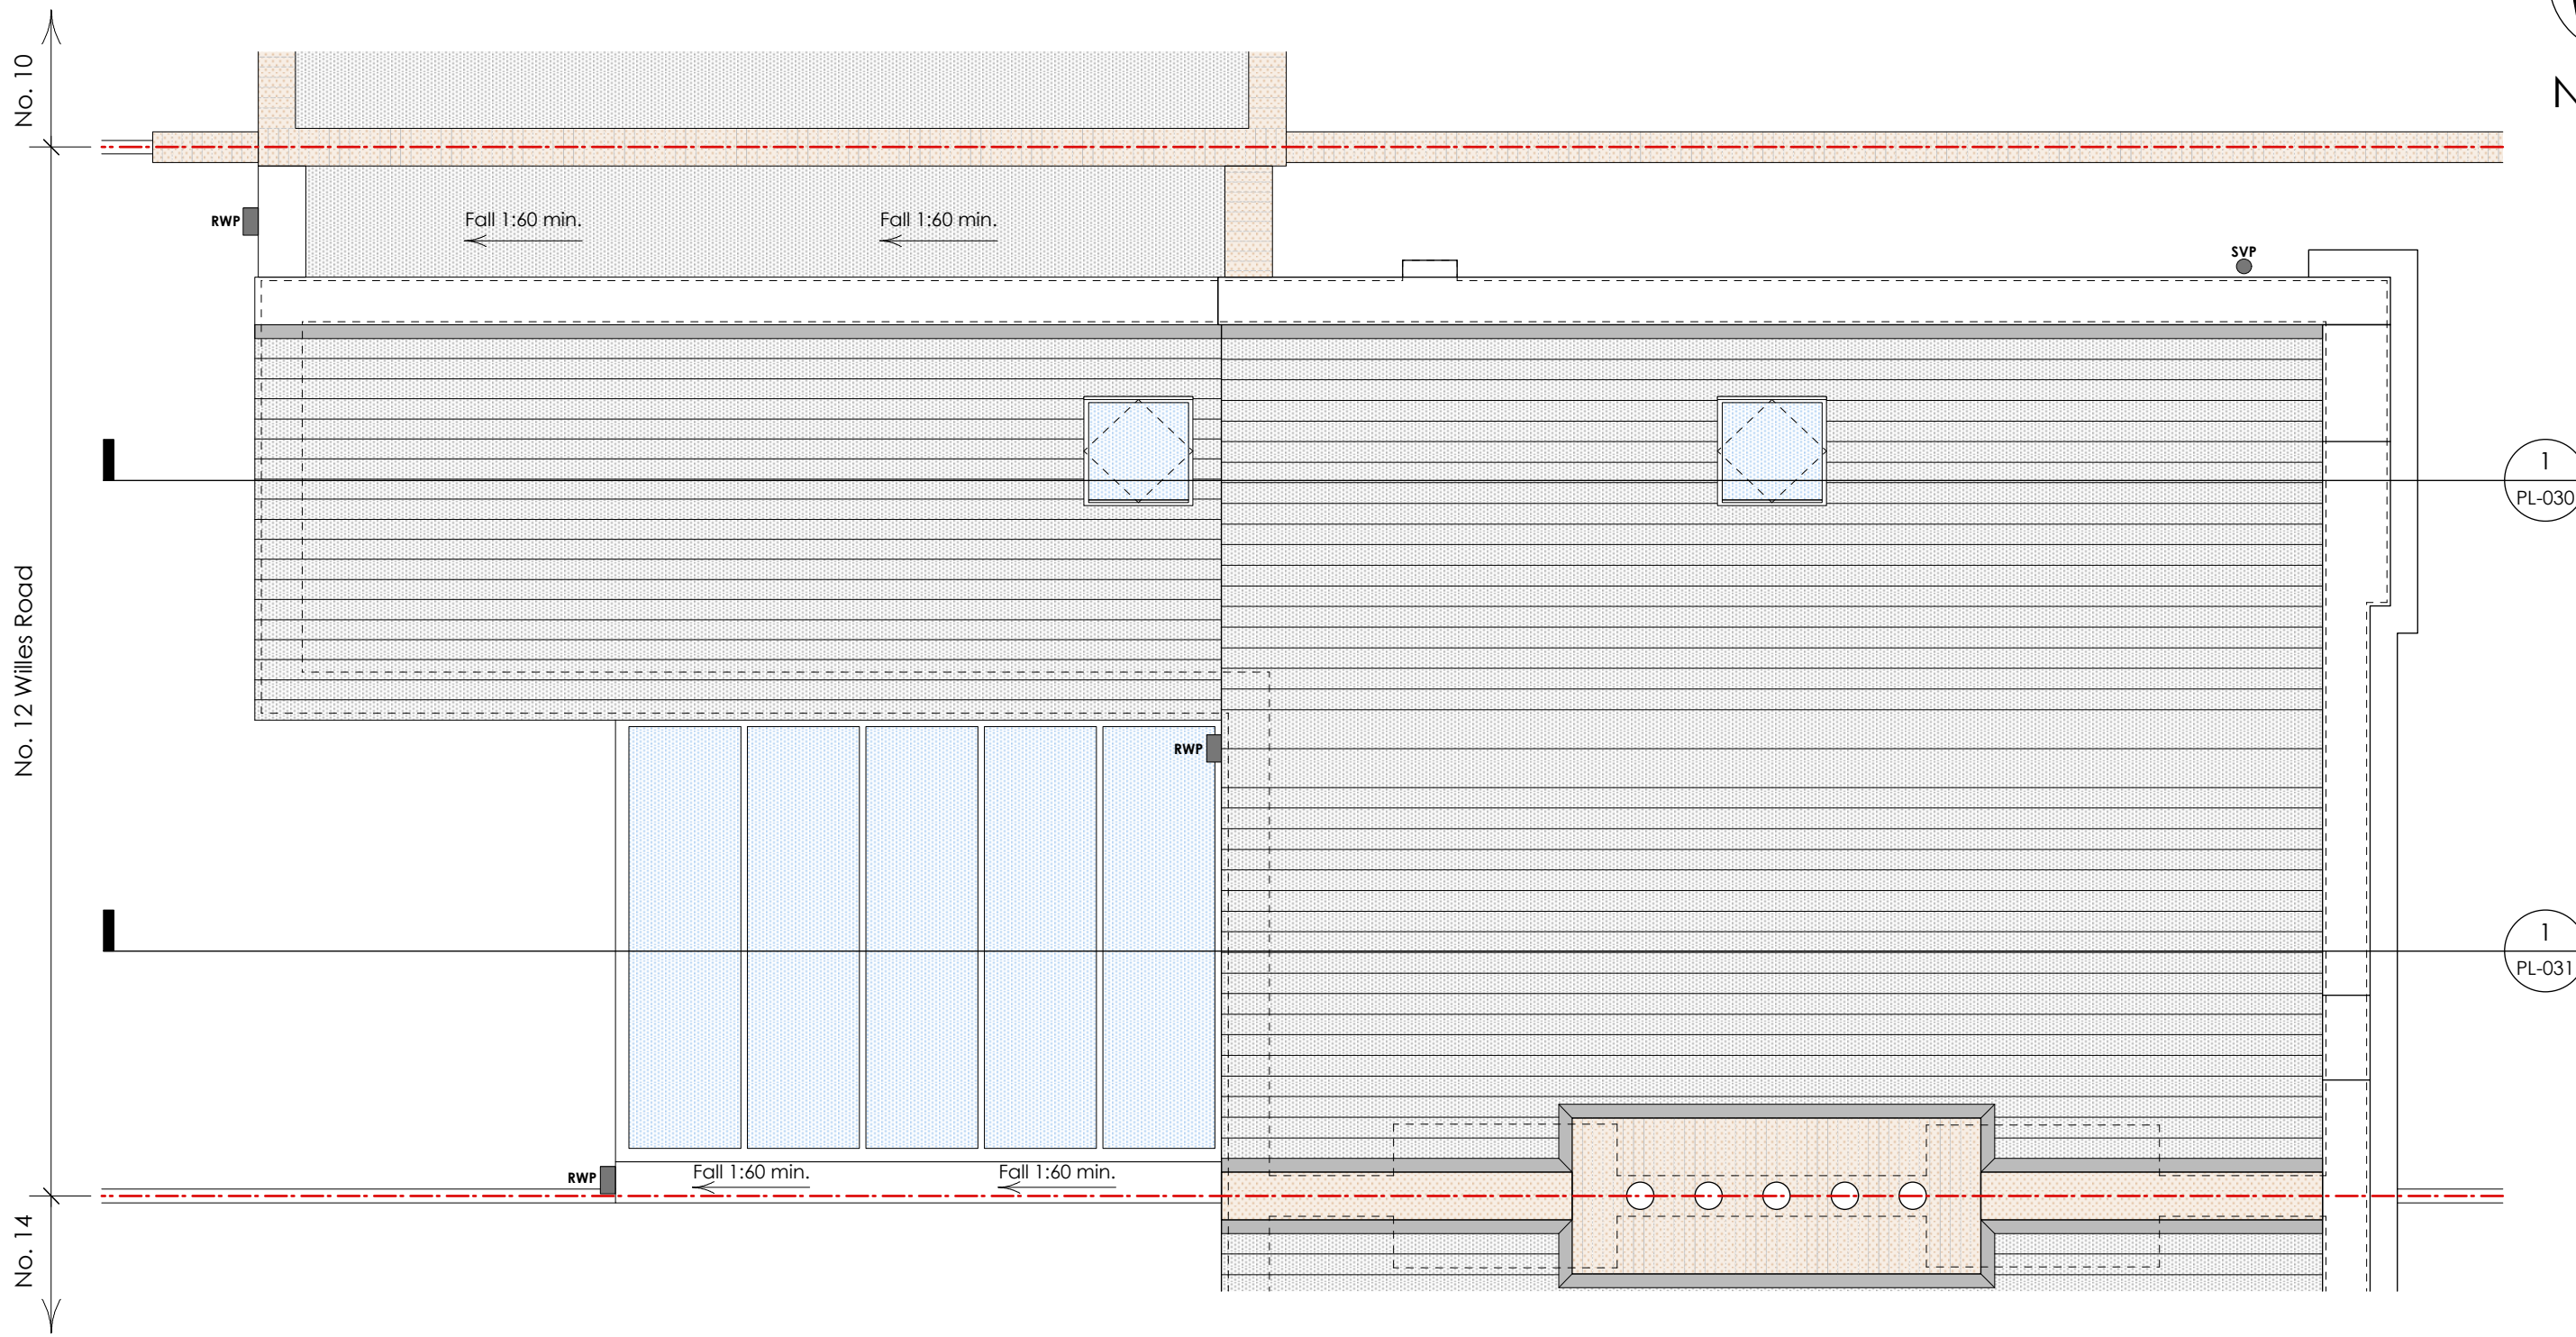 N
No. 10
RWP
Fall 1:60 min.
Fall 1:60 min.
SVP
1
PL-030
No. 12 Willes Road
RWP
1
PL-031
RWP
Fall 1:60 min.
Fall 1:60 min.
No. 14